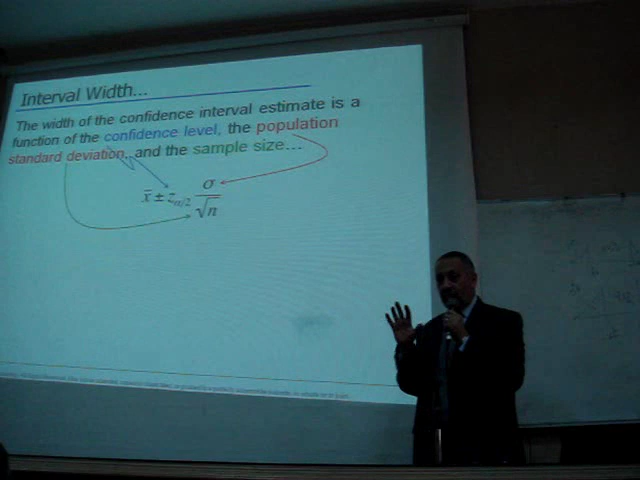 Interval Width...
The width of the confidence interval estimate is a
function of the confidence level, the population
standard deviation, and the sample size...
x̄ ± z_{α/2} σ/√n